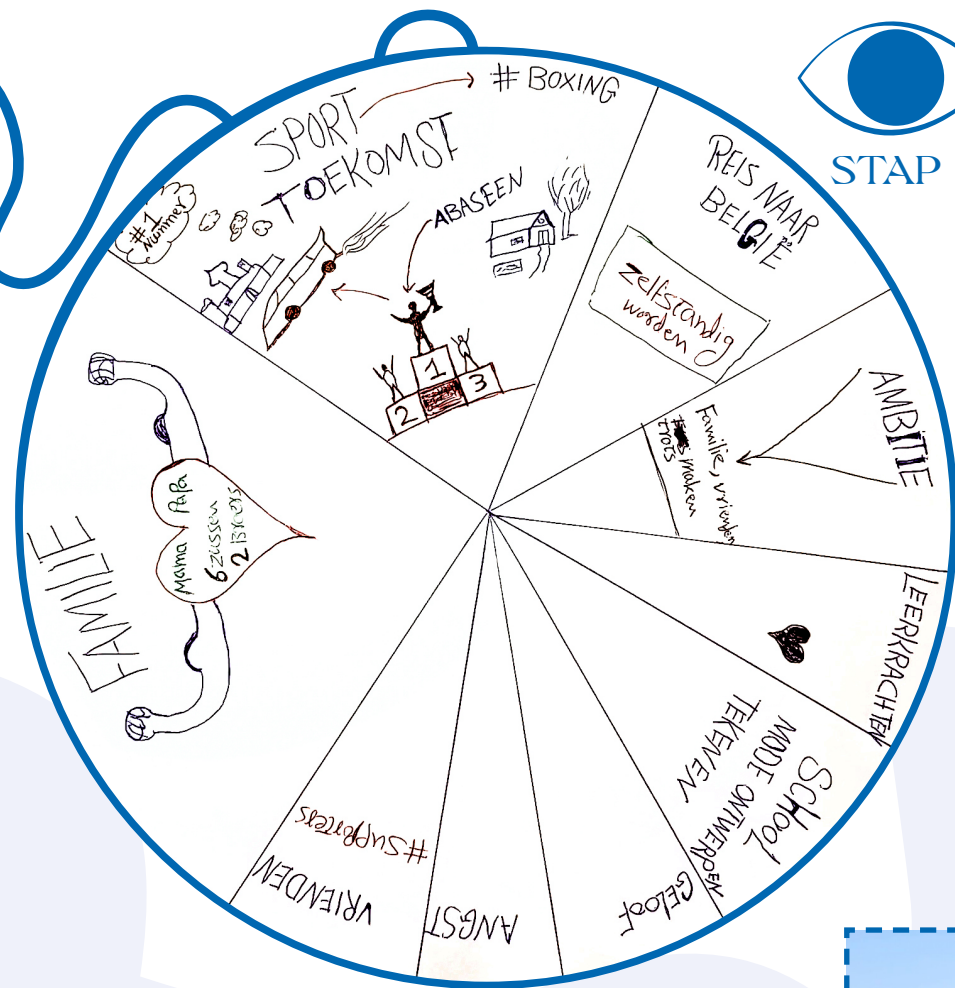 # BOXING
SPORT
TOEKOMST
#1
Nummer
ABASEEN
1
2
3
STAP
REIS NAAR
BELGIË
Zelfstandig
worden
AMBITIE
Familie, vrienden
maken
trots
LEERKRACHTEN
SCHOOL
MODE ONTWERPEN
TEKENEN
GELOOF
ANGST
VRIENDEN
#Supporters
FAMILIE
Mama Papa
6 zussen
2 Broers